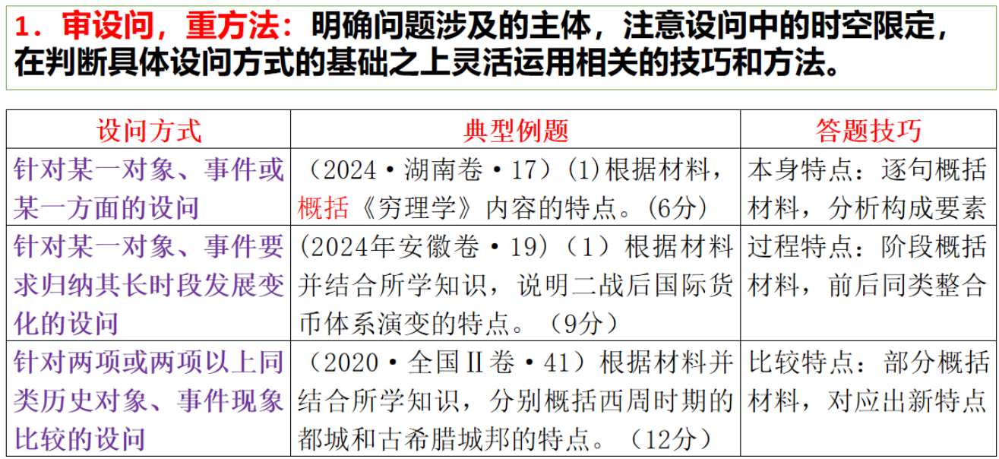 1．审设问，重方法：明确问题涉及的主体，注意设问中的时空限定，
在判断具体设问方式的基础之上灵活运用相关的技巧和方法。
设问方式
典型例题
答题技巧
针对某一对象、事件或
某一方面的设问
（2024·湖南卷·17）(1)根据材料，
概括《穷理学》内容的特点。(6分)
本身特点：逐句概括
材料，分析构成要素
针对某一对象、事件要
求归纳其长时段发展变
化的设问
(2024年安徽卷·19)（1）根据材料
并结合所学知识，说明二战后国际货
币体系演变的特点。（9分）
过程特点：阶段概括
材料，前后同类整合
针对两项或两项以上同
类历史对象、事件现象
比较的设问
（2020·全国Ⅱ卷·41）根据材料并
结合所学知识，分别概括西周时期的
都城和古希腊城邦的特点。（12分）
比较特点：部分概括
材料，对应出新特点